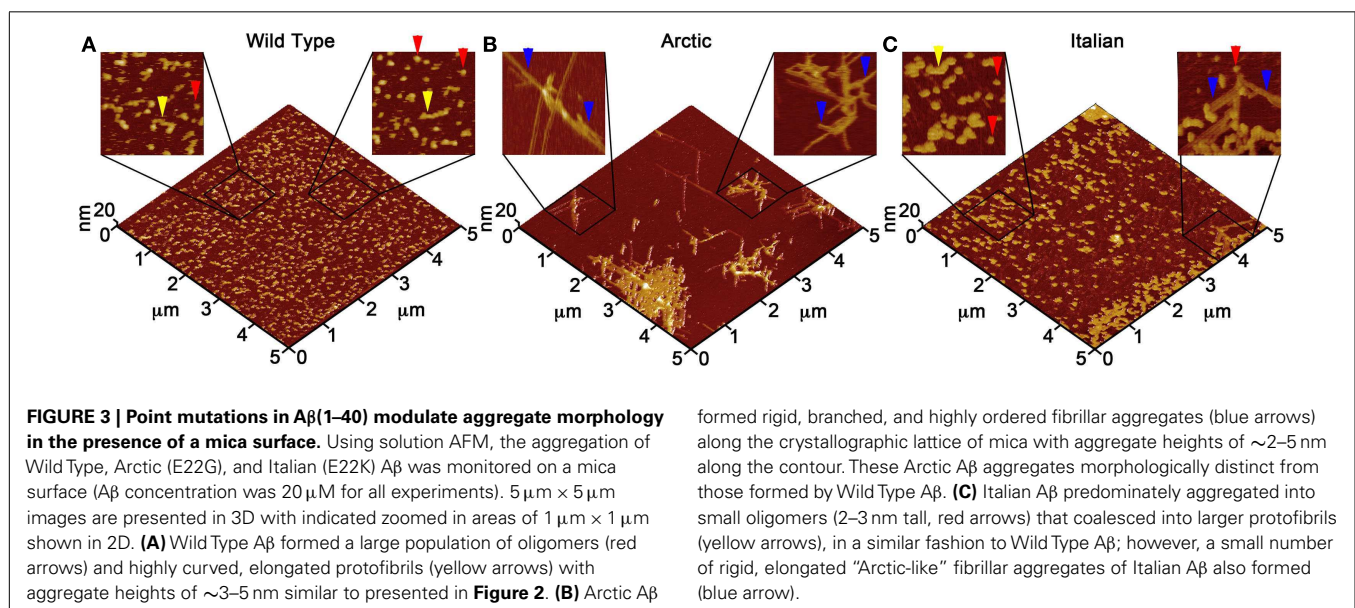 A
Wild Type
B
Arctic
C
Italian
nm
20
0
1
2
3
4
5
μm
0
1
2
3
4
5
μm
nm
20
0
1
2
3
4
5
μm
0
1
2
3
4
5
μm
nm
20
0
1
2
3
4
5
μm
0
1
2
3
4
5
μm
FIGURE 3 | Point mutations in Aβ(1–40) modulate aggregate morphology
in the presence of a mica surface. Using solution AFM, the aggregation of
Wild Type, Arctic (E22G), and Italian (E22K) Aβ was monitored on a mica
surface (Aβ concentration was 20 μM for all experiments). 5 μm × 5 μm
images are presented in 3D with indicated zoomed in areas of 1 μm × 1 μm
shown in 2D. (A) Wild Type Aβ formed a large population of oligomers (red
arrows) and highly curved, elongated protofibrils (yellow arrows) with
aggregate heights of ~3–5 nm similar to presented in Figure 2. (B) Arctic Aβ
formed rigid, branched, and highly ordered fibrillar aggregates (blue arrows)
along the crystallographic lattice of mica with aggregate heights of ~2–5 nm
along the contour. These Arctic Aβ aggregates morphologically distinct from
those formed by Wild Type Aβ. (C) Italian Aβ predominately aggregated into
small oligomers (2–3 nm tall, red arrows) that coalesced into larger protofibrils
(yellow arrows), in a similar fashion to Wild Type Aβ; however, a small number
of rigid, elongated “Arctic-like” fibrillar aggregates of Italian Aβ also formed
(blue arrow).